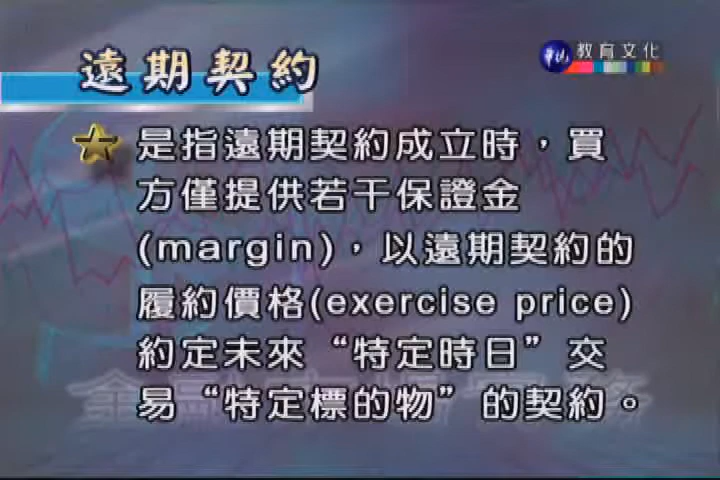 遠期契約
教育文化
是指遠期契約成立時，買
方僅提供若干保證金
(margin)，以遠期契約的
履約價格(exercise price)
約定未來“特定時日”交
易“特定標的物”的契約。